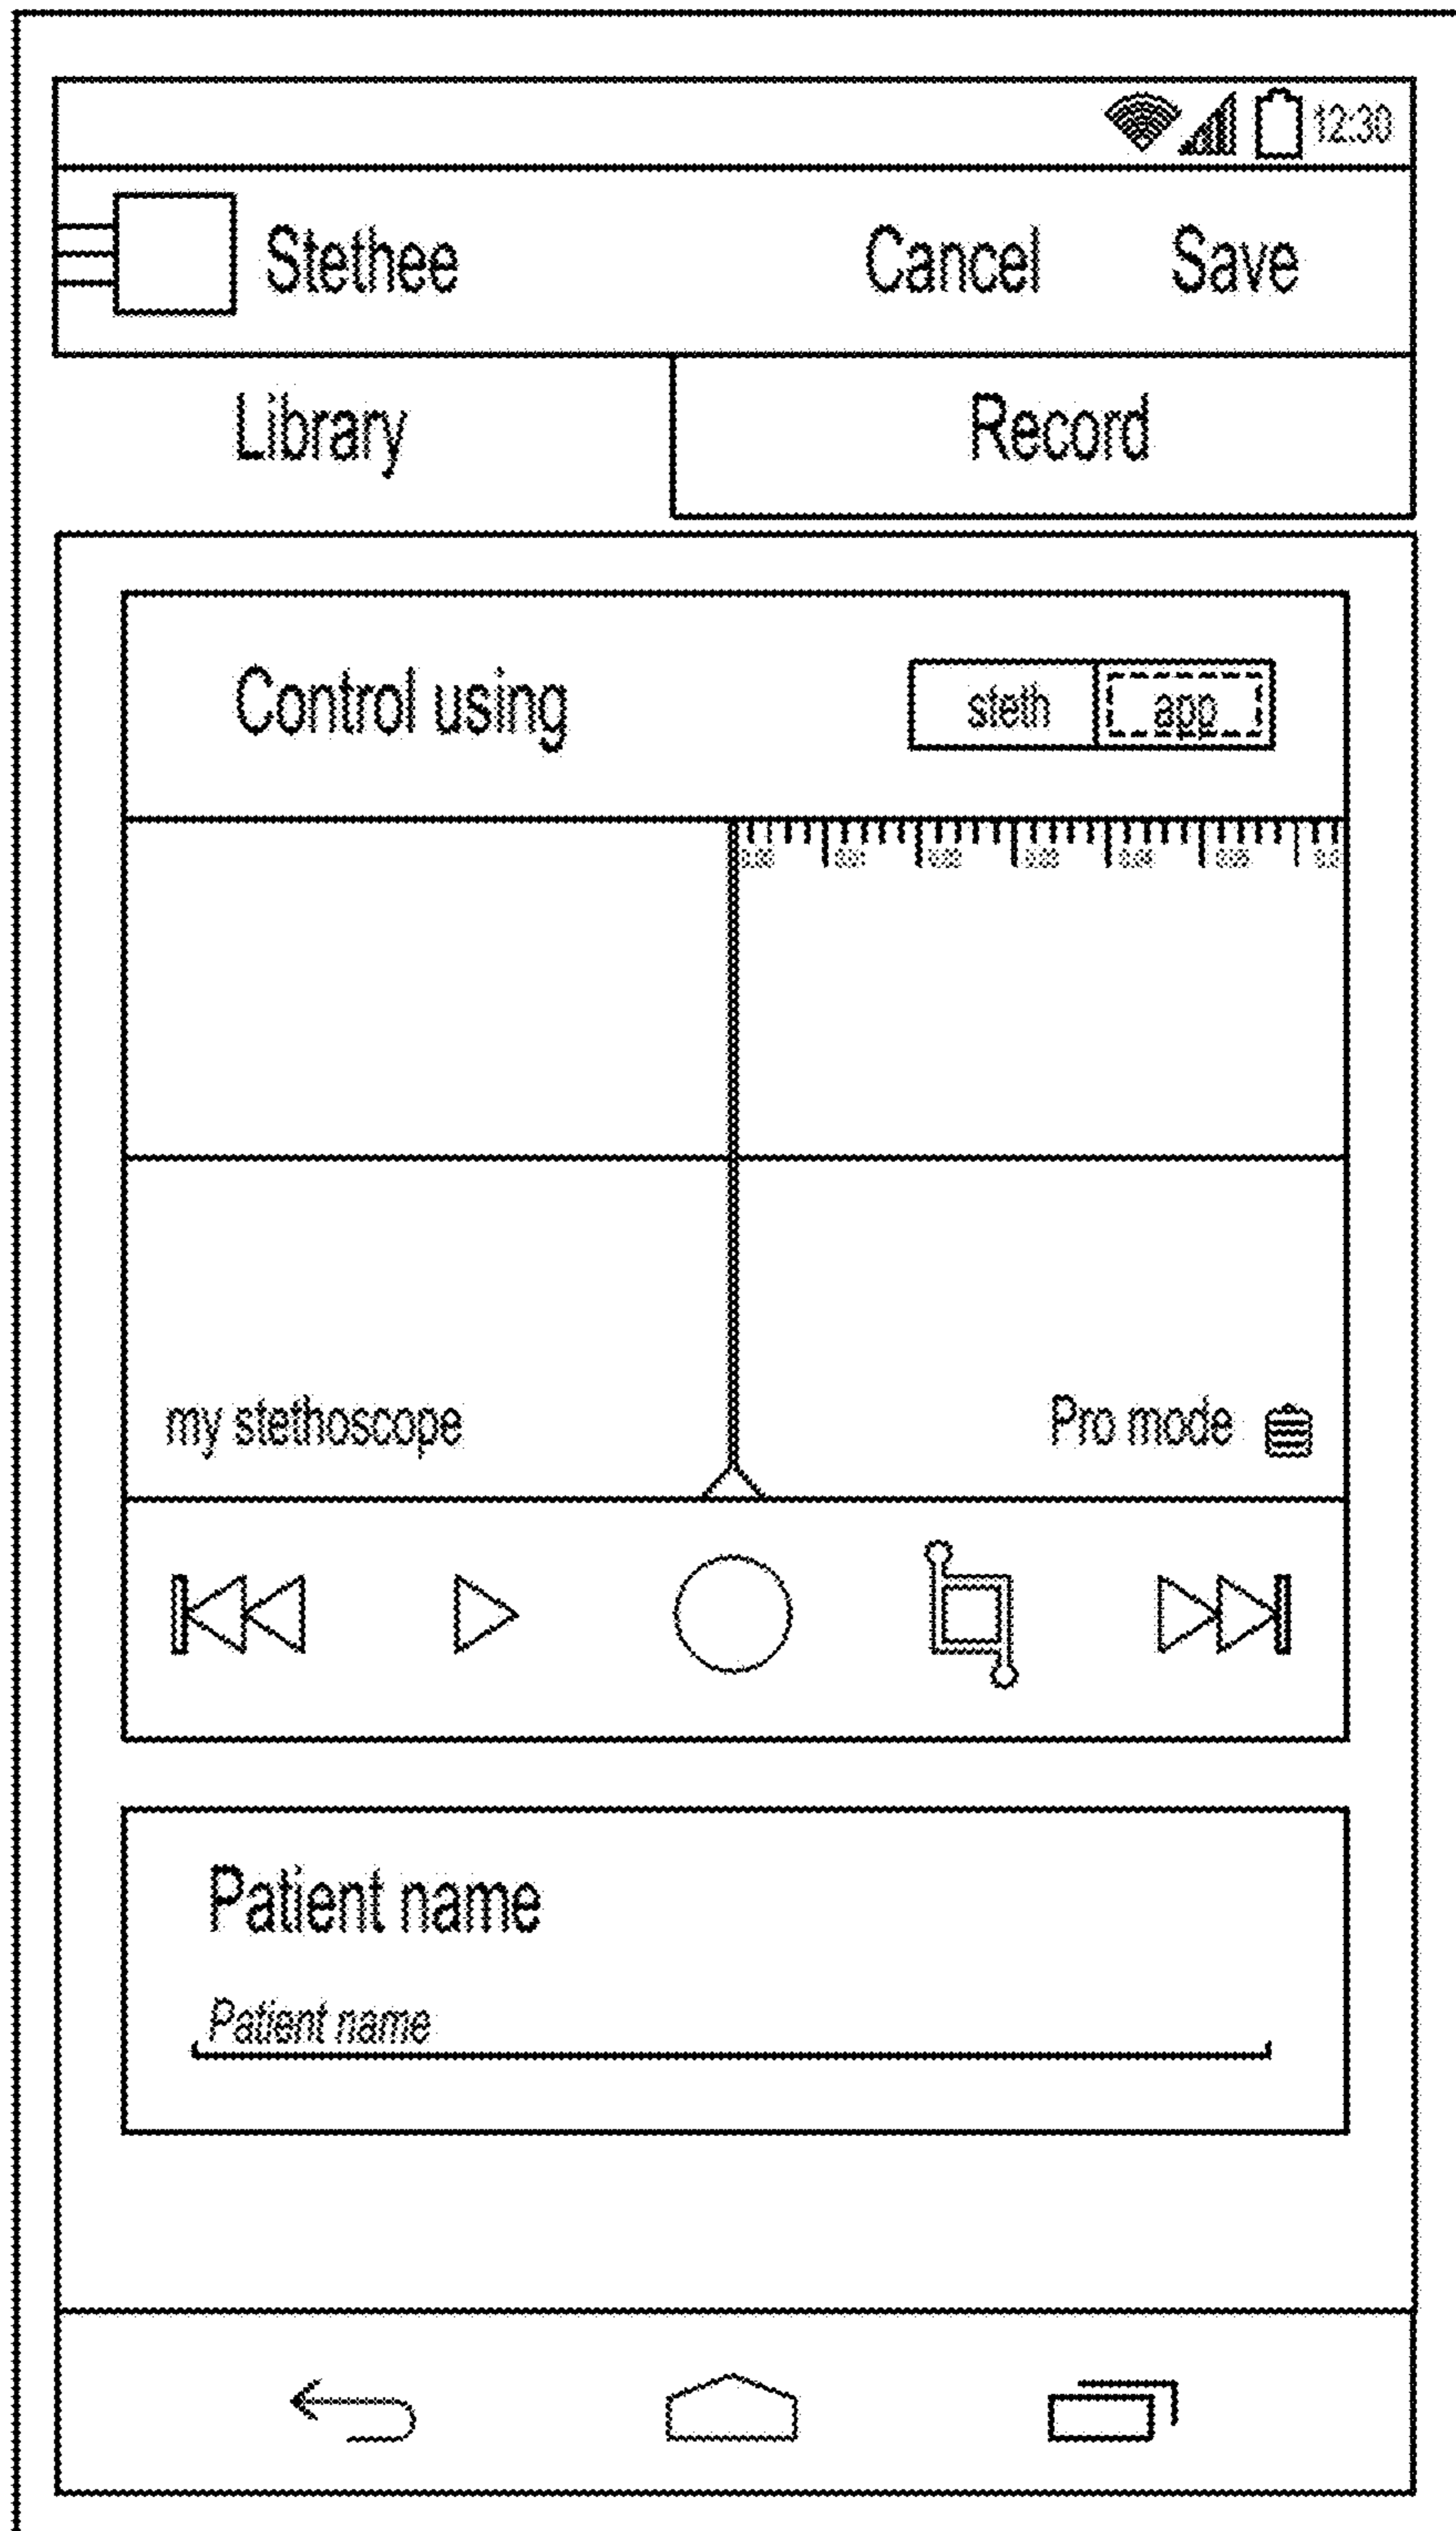 12:30
Stethee Cancel Save
Library Record
Control using steth app
my stethoscope Pro mode
Patient name
Patient name